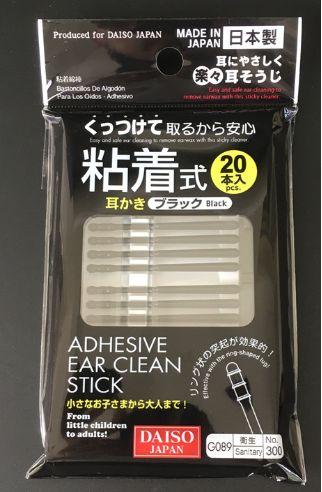 Produced for DAISO JAPAN
MADE IN
JAPAN
日本製
粘着綿棒
Bastoncillos De Algodón
Para Los Oídos - Adhesivo
耳にやさしく
楽々耳そうじ
Easy and safe ear cleaning to
remove earwax with this sticky cleaner.
くっつけて取るから安心
Easy and safe ear cleaning to remove earwax with this sticky cleaner.
粘着式
20
本入
pcs.
耳かき ブラック Black
ADHESIVE
EAR CLEAN
STICK
リング状の突起が効果的!
Effective with the ring-shaped lug!
小さなお子さまから大人まで!
From
little children
to adults!
DAISO
JAPAN
G089
衛生
Sanitary
No.
300